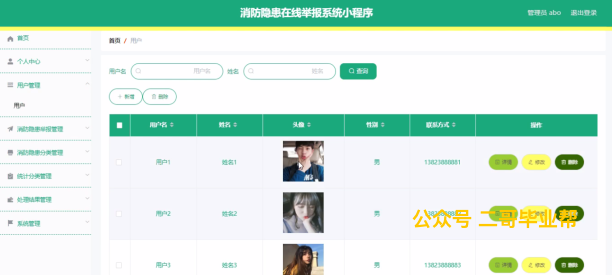 消防隐患在线举报系统小程序
管理员 abo 退出登录
首页
首页 / 用户
个人中心
用户名 用户名 姓名 姓名 查询
用户管理
新增 删除
用户
用户名 姓名 头像 性别 联系方式 操作
消防隐患举报管理
消防隐患分类管理
用户1 姓名1 男 13823888881 详情 修改 删除
统计分类管理
处理结果管理
用户2 姓名2 男 修改 删除
公众号 二哥毕业帮
系统管理
用户3 姓名3 男 13823888883 详情 修改 删除